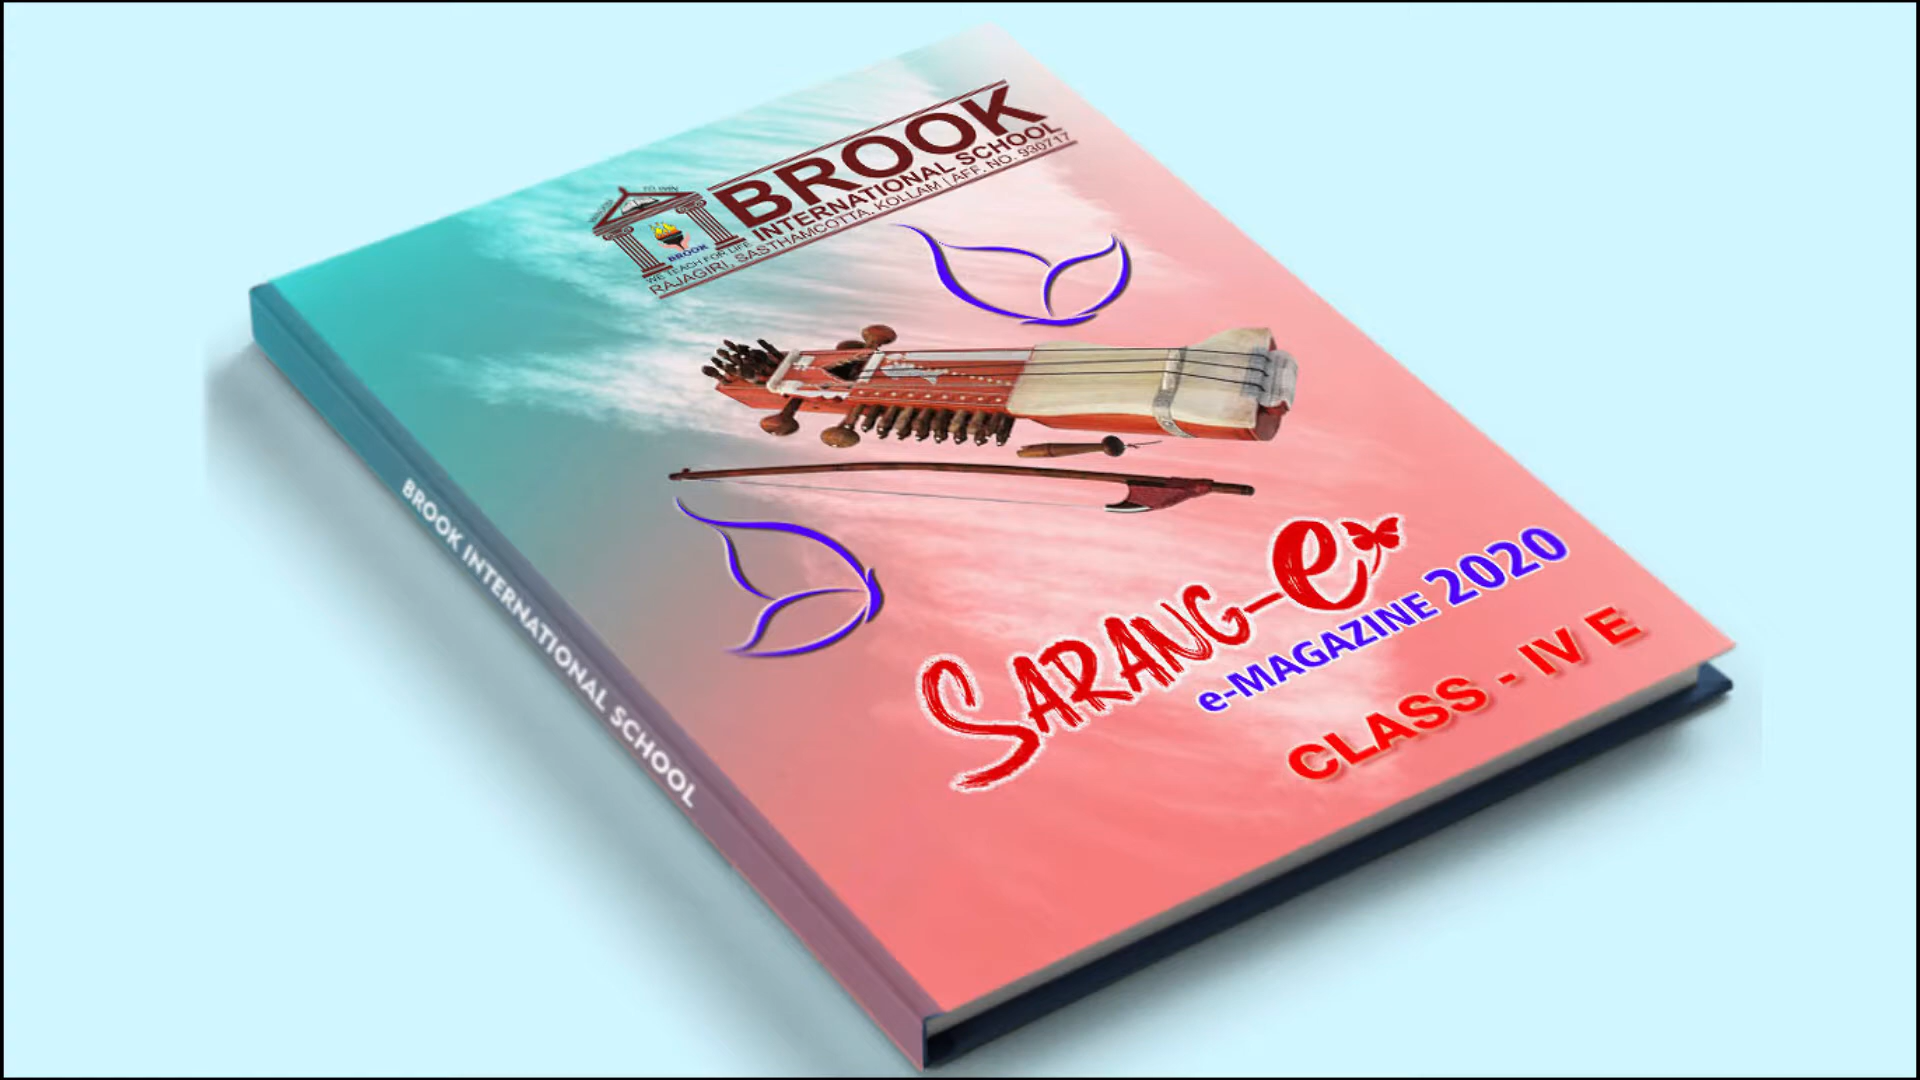 BROOK
INTERNATIONAL SCHOOL
BROOK
WE TEACH FOR LIFE
RAJAGIRI, SASTHAMCOTTA, KOLLAM | AFF. NO. 930717
SARANG-e
e-MAGAZINE 2020
CLASS - IV E
BROOK INTERNATIONAL SCHOOL